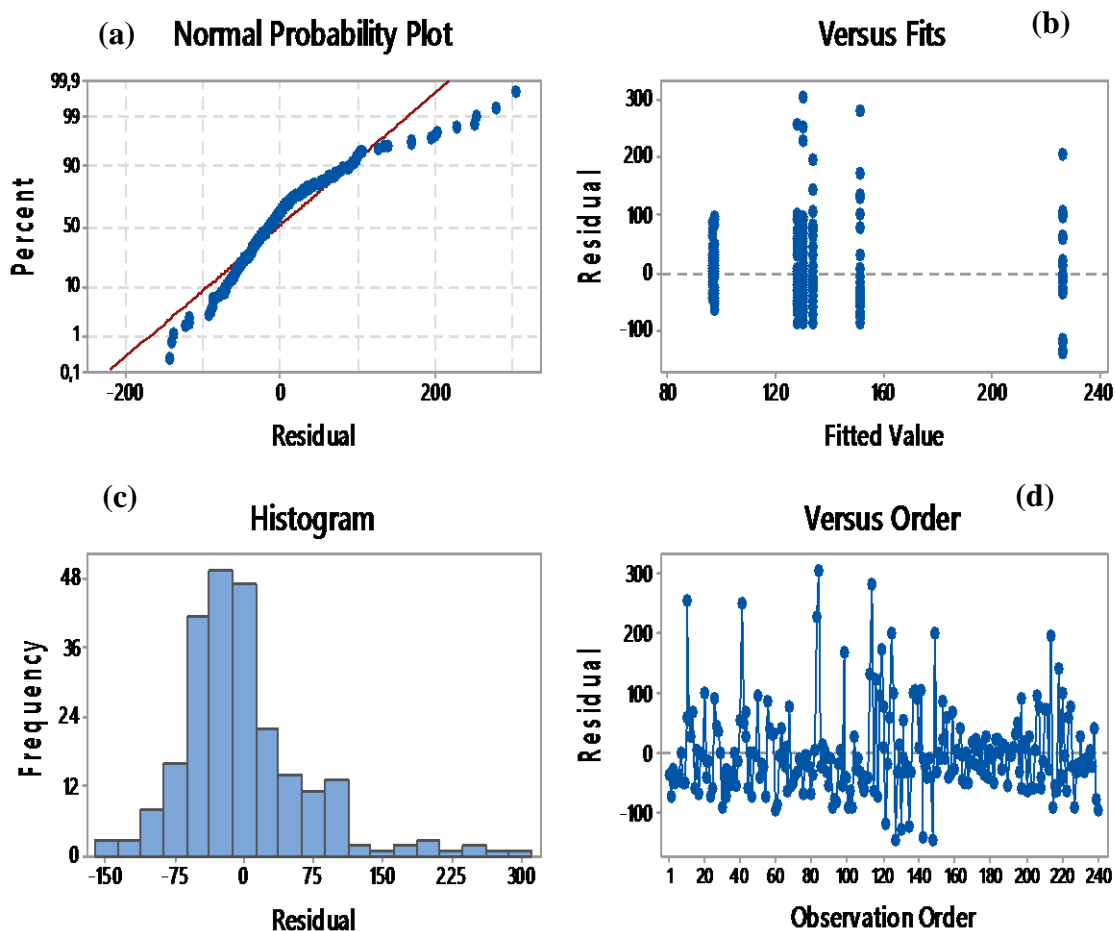 (a) Normal Probability Plot
Percent
99,9
99
90
50
10
1
0,1
-200 0 200
Residual
Versus Fits (b)
Residual
300
200
100
0
-100
80 120 160 200 240
Fitted Value
(c)
Histogram
Frequency
48
36
24
12
0
-150 -75 0 75 150 225 300
Residual
(d)
Versus Order
Residual
300
200
100
0
-100
1 20 40 60 80 100 120 140 160 180 200 220 240
Observation Order